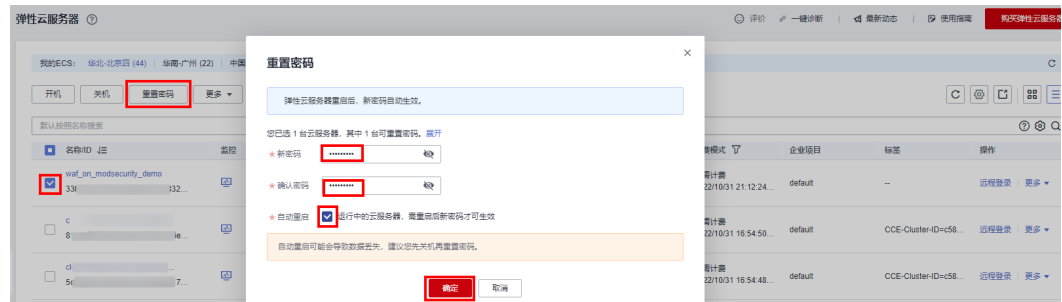 弹性云服务器
评价 一键诊断 最新动态 使用指南 购买弹性云服务器
我的ECS： 华北-北京四 (44) 华南-广州 (22) 中国
开机 关机 重置密码 更多
默认按照名称搜索
名称/ID 监控 费模式 企业项目 标签 操作
waf_on_modsecurity_demo
需计费
22/10/31 21:12:24... default -- 远程登录 更多
需计费
22/10/31 16:54:50... default CCE-Cluster-ID=c58... 远程登录 更多
需计费
22/10/31 16:54:48... default CCE-Cluster-ID=c58... 远程登录 更多
重置密码
弹性云服务器重启后，新密码自动生效。
您已选 1 台云服务器，其中 1 台可重置密码。展开
* 新密码 ·········
* 确认密码 ·········
* 自动重启 运行中的云服务器，需重启后新密码才可生效
自动重启可能会导致数据丢失，建议您先关机再重置密码。
确定 取消